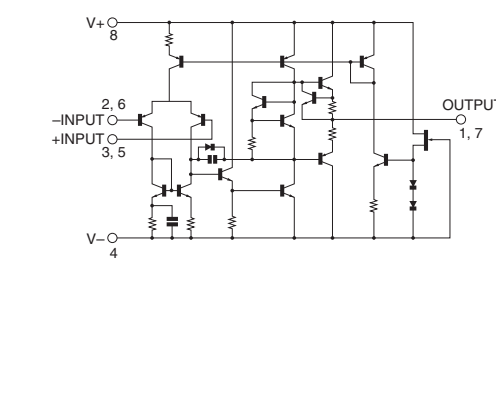 V+
8
2, 6
–INPUT
+INPUT
3, 5
OUTPUT
1, 7
V–
4